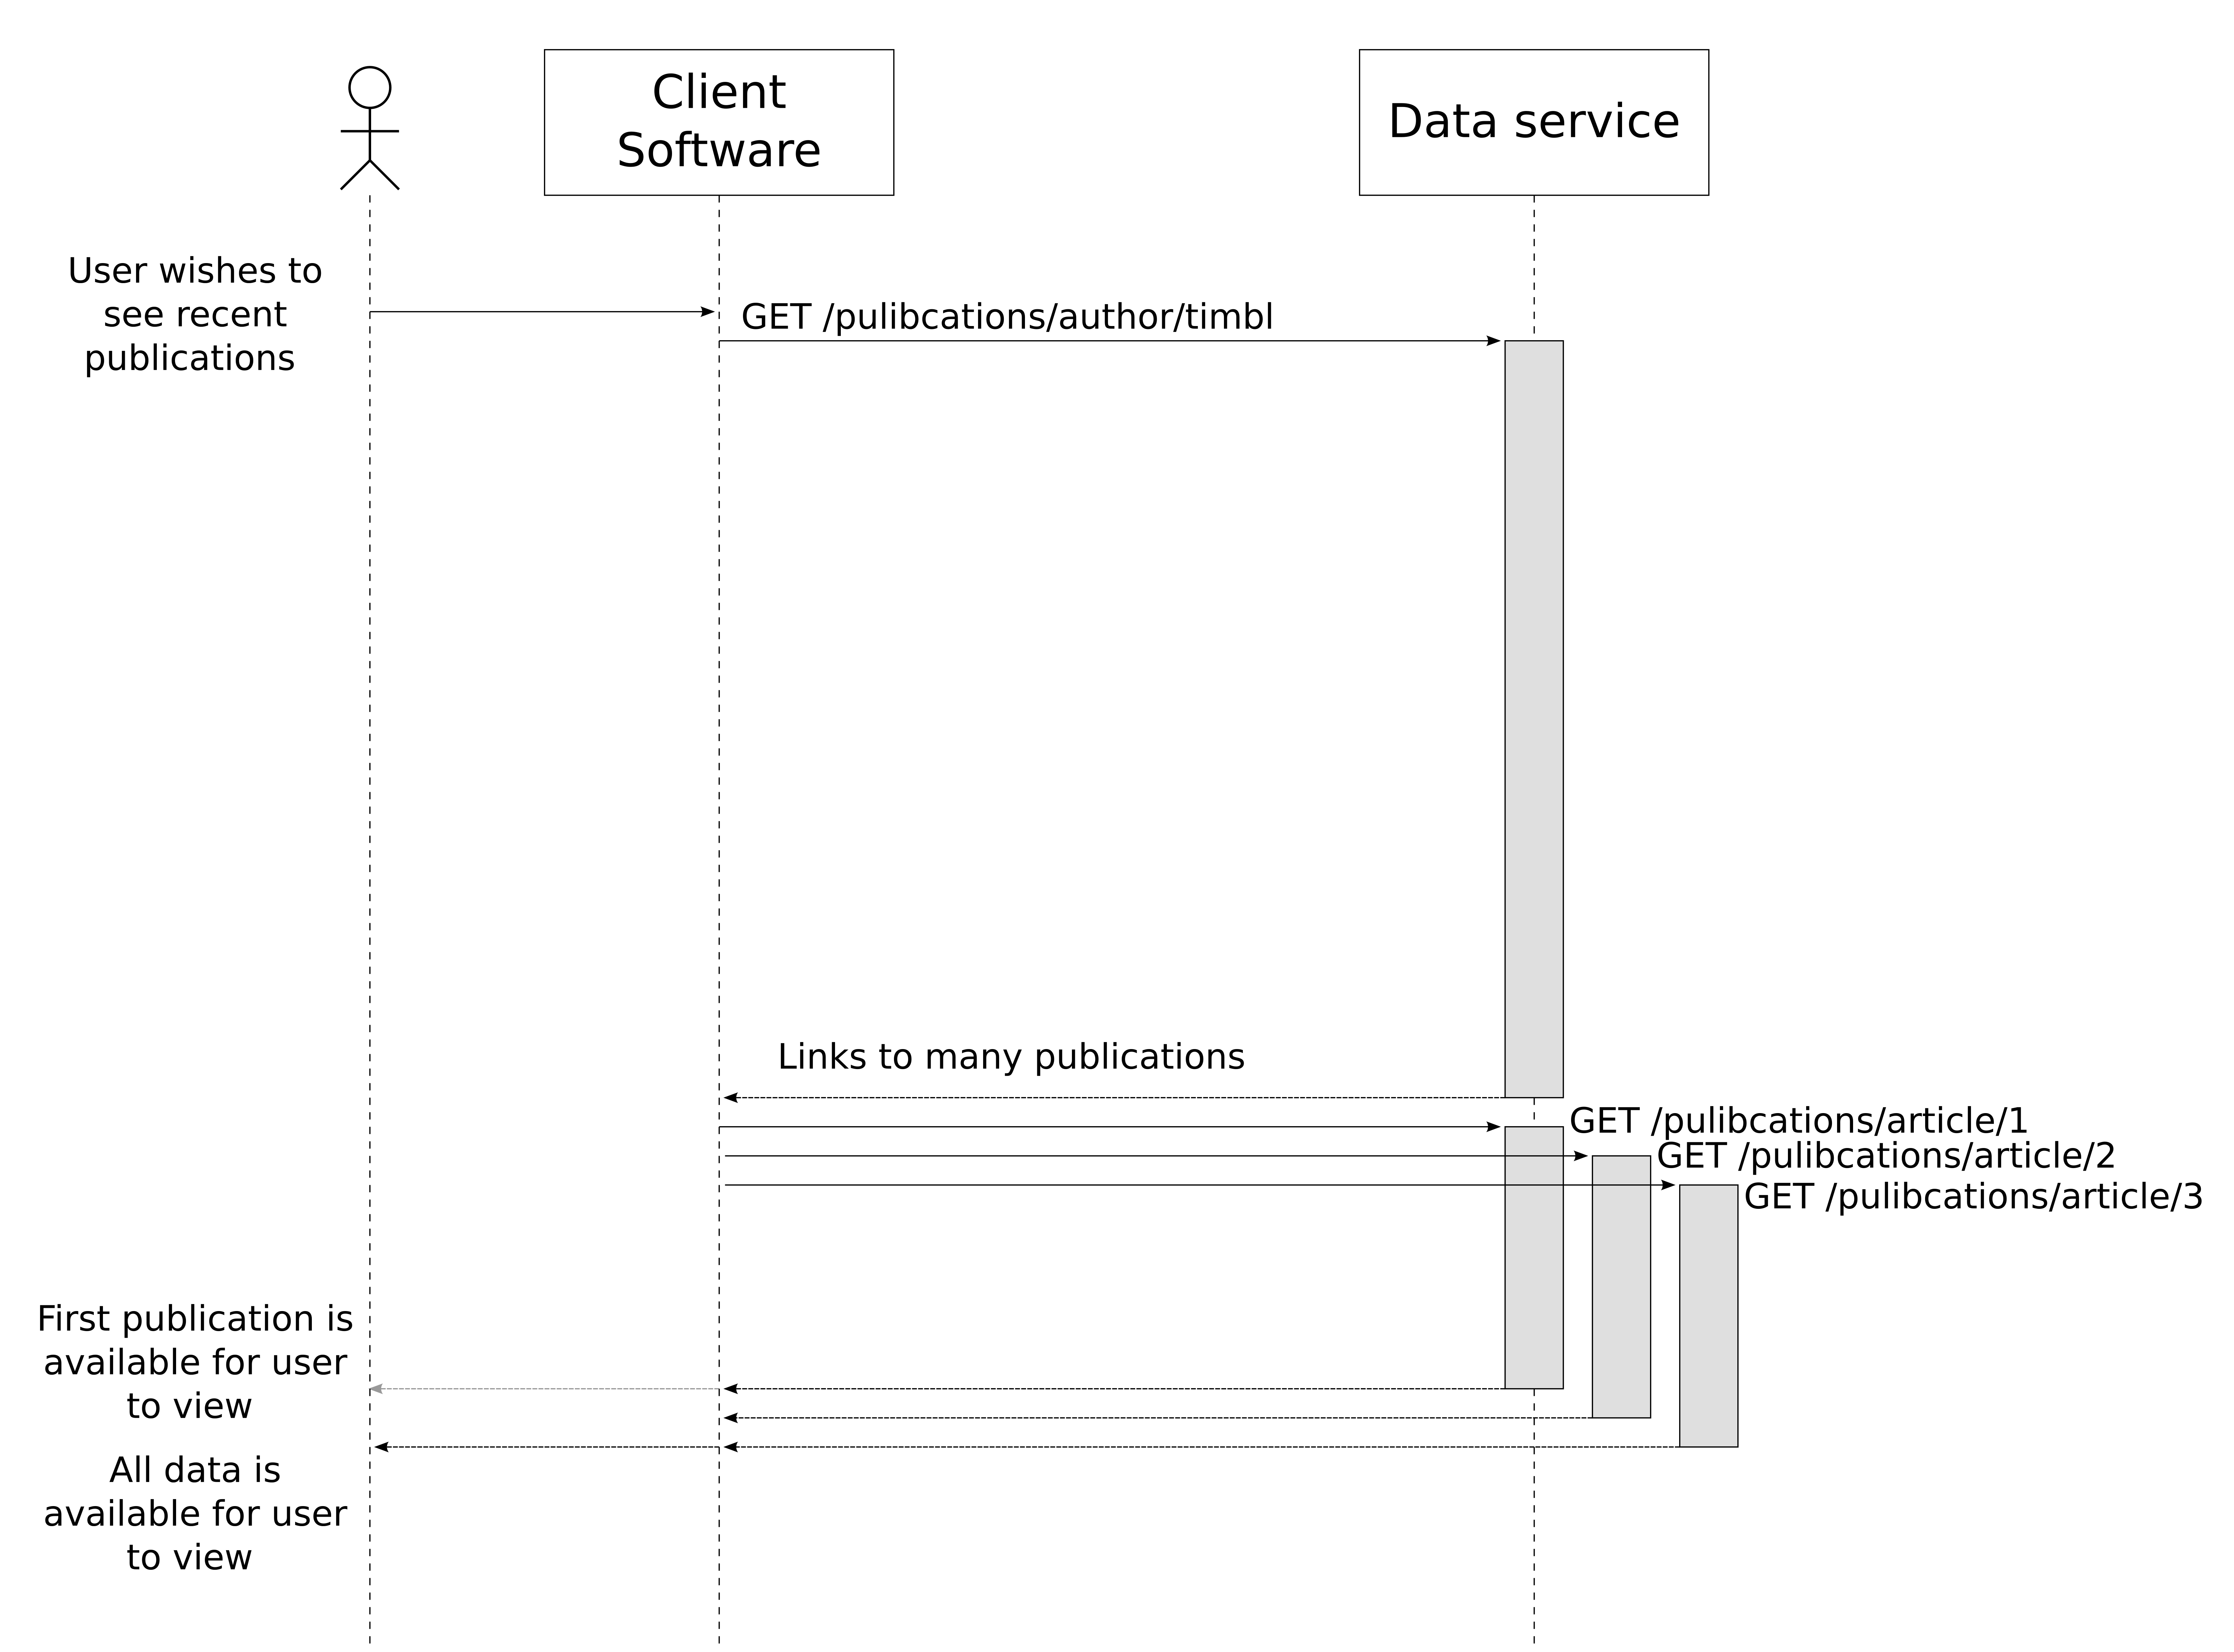 Client
Software
Data service
User wishes to
see recent
publications
GET /pulibcations/author/timbl
Links to many publications
GET /pulibcations/article/1
GET /pulibcations/article/2
GET /pulibcations/article/3
First publication is
available for user
to view
All data is
available for user
to view